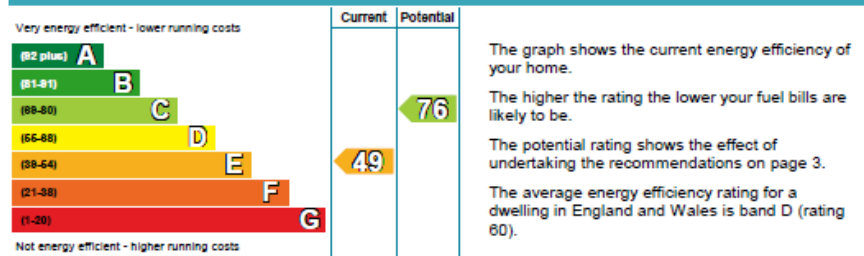 Current Potential
Very energy efficient - lower running costs
(92 plus) A
(81-91) B
(69-80) C
76
(55-68) D
(39-54) E
49
(21-38) F
(1-20) G
Not energy efficient - higher running costs
The graph shows the current energy efficiency of
your home.
The higher the rating the lower your fuel bills are
likely to be.
The potential rating shows the effect of
undertaking the recommendations on page 3.
The average energy efficiency rating for a
dwelling in England and Wales is band D (rating
60).